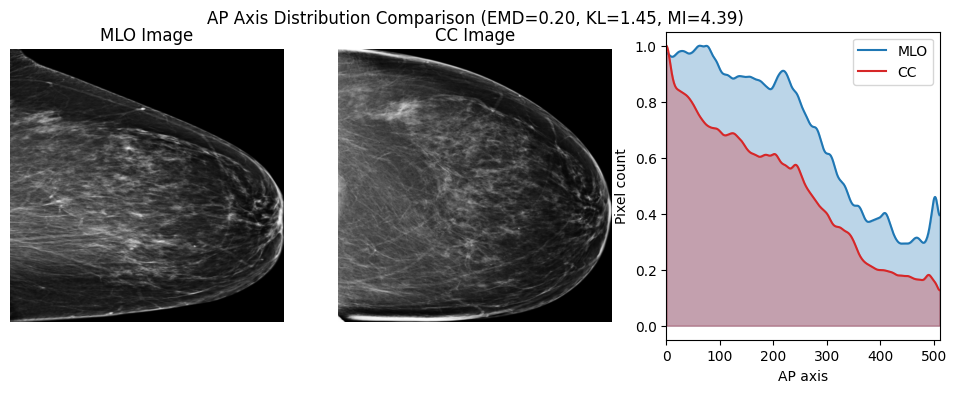 AP Axis Distribution Comparison (EMD=0.20, KL=1.45, MI=4.39)
MLO Image
CC Image
MLO
CC
Pixel count
1.0
0.8
0.6
0.4
0.2
0.0
0 100 200 300 400 500
AP axis